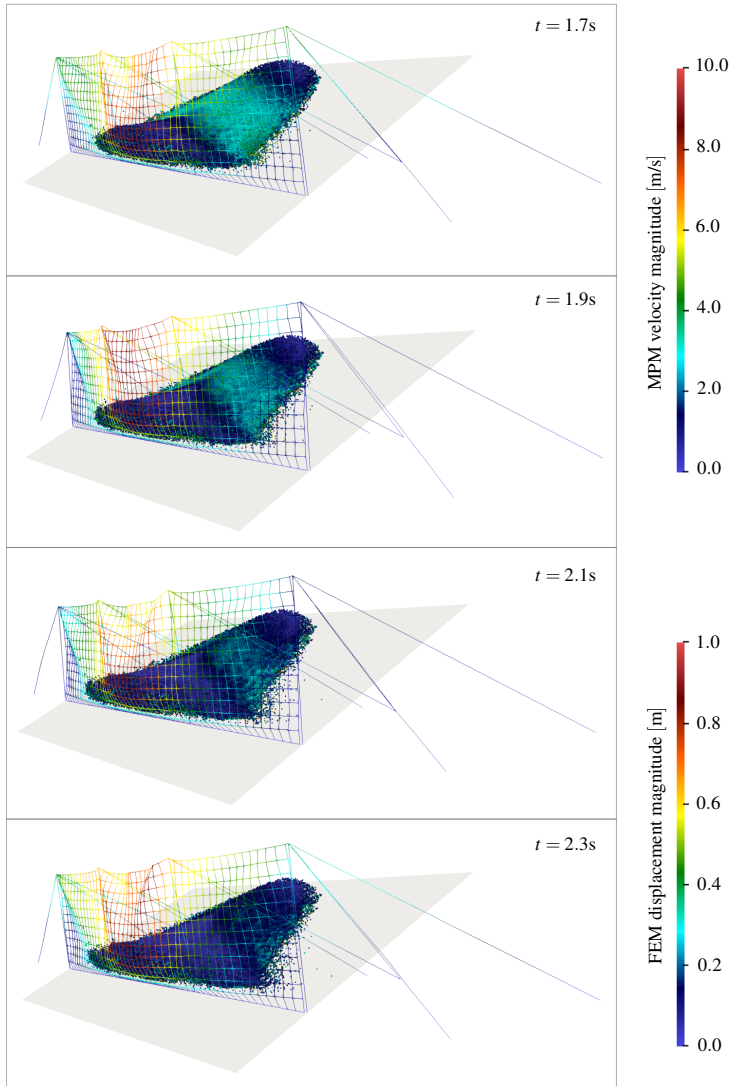 t = 1.7s
t = 1.9s
t = 2.1s
t = 2.3s
MPM velocity magnitude [m/s]
10.0
8.0
6.0
4.0
2.0
0.0
FEM displacement magnitude [m]
1.0
0.8
0.6
0.4
0.2
0.0